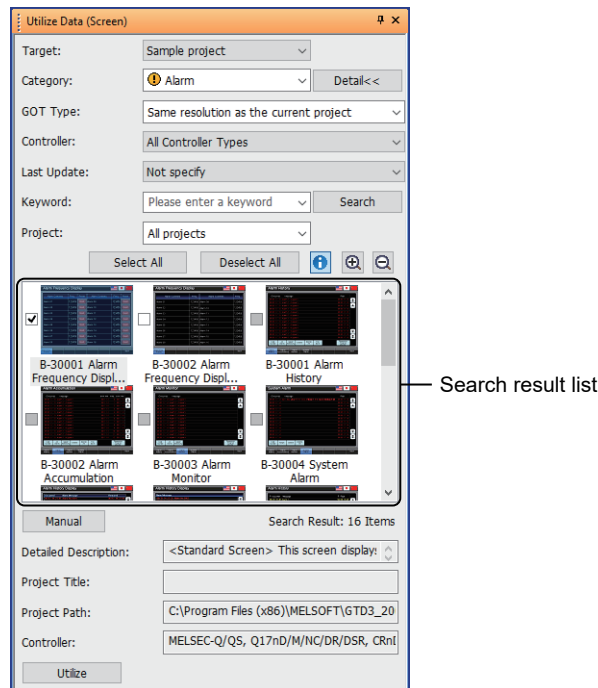 Utilize Data (Screen)
Target: Sample project
Category: Alarm Detail<<
GOT Type: Same resolution as the current project
Controller: All Controller Types
Last Update: Not specify
Keyword: Please enter a keyword Search
Project: All projects
Select All Deselect All
B-30001 Alarm Frequency Displ...
B-30002 Alarm Frequency Displ...
B-30001 Alarm History
Search result list
B-30002 Alarm Accumulation
B-30003 Alarm Monitor
B-30004 System Alarm
Manual Search Result: 16 Items
Detailed Description: <Standard Screen> This screen display:
Project Title:
Project Path: C:\Program Files (x86)\MELSOFT\GTD3_20
Controller: MELSEC-Q/QS, Q17nD/M/NC/DR/DSR, CRnI
Utilize